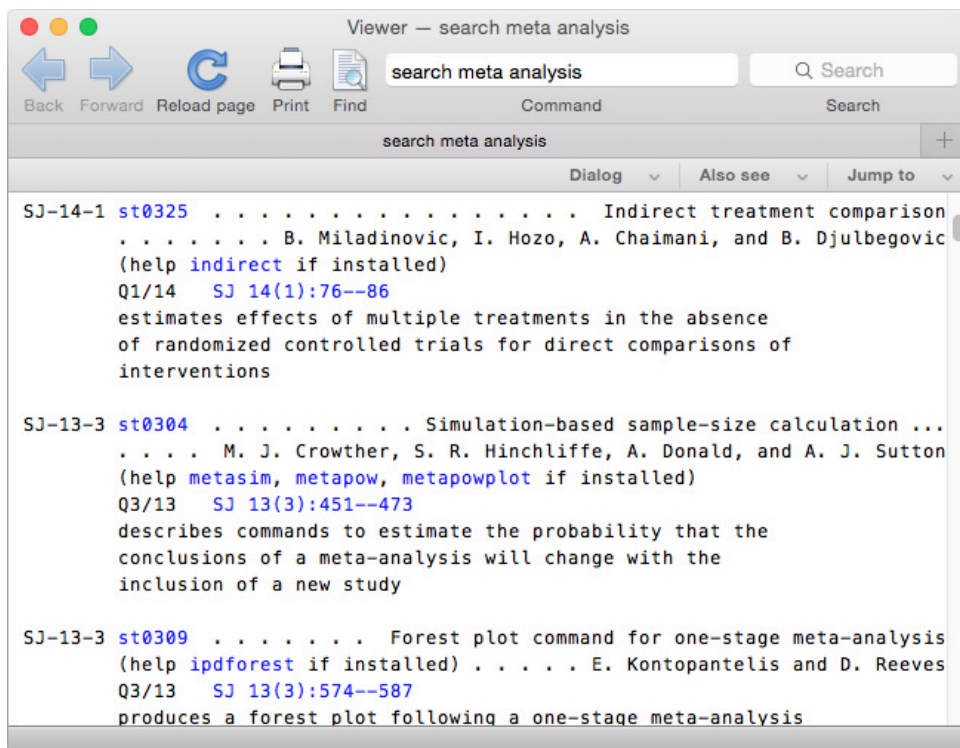 Viewer — search meta analysis
search meta analysis
Search
Back Forward Reload page Print Find Command Search
search meta analysis
Dialog Also see Jump to
SJ-14-1 st0325 . . . . . . . . . . . . . . . . Indirect treatment comparison
. . . . . . . B. Miladinovic, I. Hozo, A. Chaimani, and B. Djulbegovic
(help indirect if installed)
Q1/14 SJ 14(1):76--86
estimates effects of multiple treatments in the absence
of randomized controlled trials for direct comparisons of
interventions
SJ-13-3 st0304 . . . . . . . . . Simulation-based sample-size calculation ...
. . . . M. J. Crowther, S. R. Hinchliffe, A. Donald, and A. J. Sutton
(help metasim, metapow, metapowplot if installed)
Q3/13 SJ 13(3):451--473
describes commands to estimate the probability that the
conclusions of a meta-analysis will change with the
inclusion of a new study
SJ-13-3 st0309 . . . . . . . Forest plot command for one-stage meta-analysis
(help ipdforest if installed) . . . . . E. Kontopantelis and D. Reeves
Q3/13 SJ 13(3):574--587
produces a forest plot following a one-stage meta-analysis